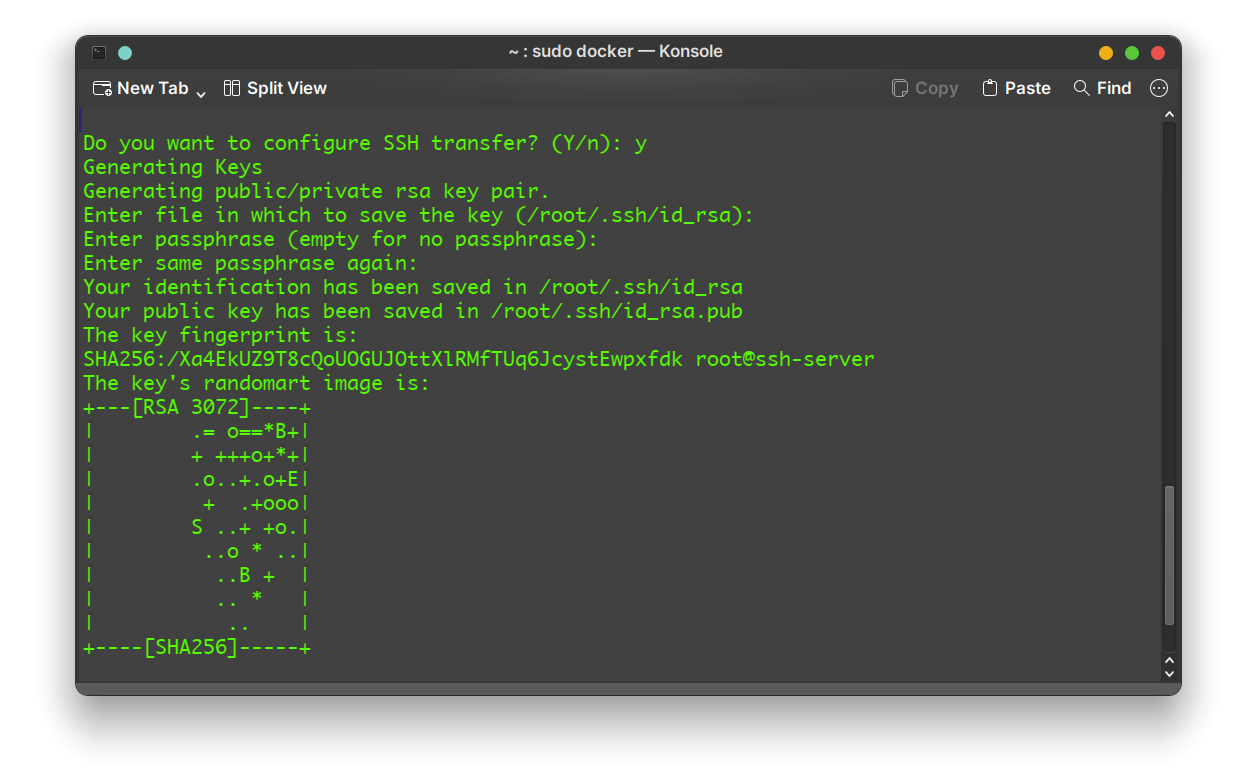 ~ : sudo docker — Konsole
New Tab Split View Copy Paste Find
Do you want to configure SSH transfer? (Y/n): y
Generating Keys
Generating public/private rsa key pair.
Enter file in which to save the key (/root/.ssh/id_rsa):
Enter passphrase (empty for no passphrase):
Enter same passphrase again:
Your identification has been saved in /root/.ssh/id_rsa
Your public key has been saved in /root/.ssh/id_rsa.pub
The key fingerprint is:
SHA256:/Xa4EkUZ9T8cQoUOGUJOttXlRMfTUq6JcystEwpxfdk root@ssh-server
The key's randomart image is:
+---[RSA 3072]----+
|        .= o==*B+|
|        + +++o+*+|
|        .o..+.o+E|
|         +  .+ooo|
|        S ..+ +o.|
|         ..o * ..|
|          ..B +  |
|          .. *   |
|           ..    |
+----[SHA256]-----+